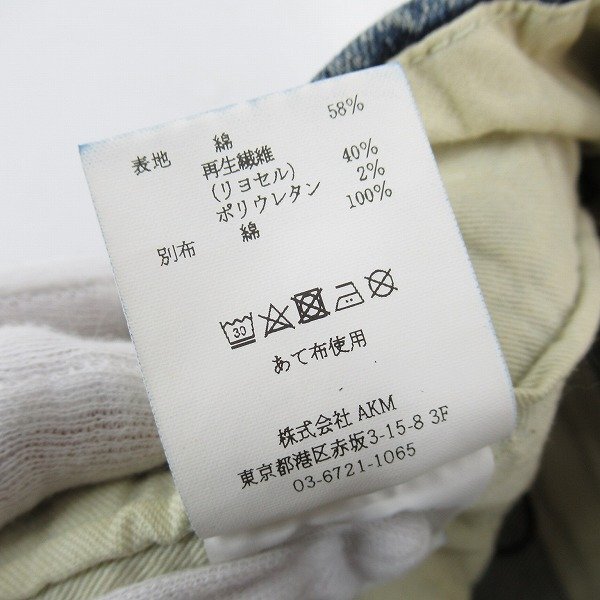 表地 綿 58%
再生繊維
(リヨセル) 40%
ポリウレタン 2%
別布 綿 100%
30
あて布使用
株式会社 AKM
東京都港区赤坂3-15-8 3F
03-6721-1065